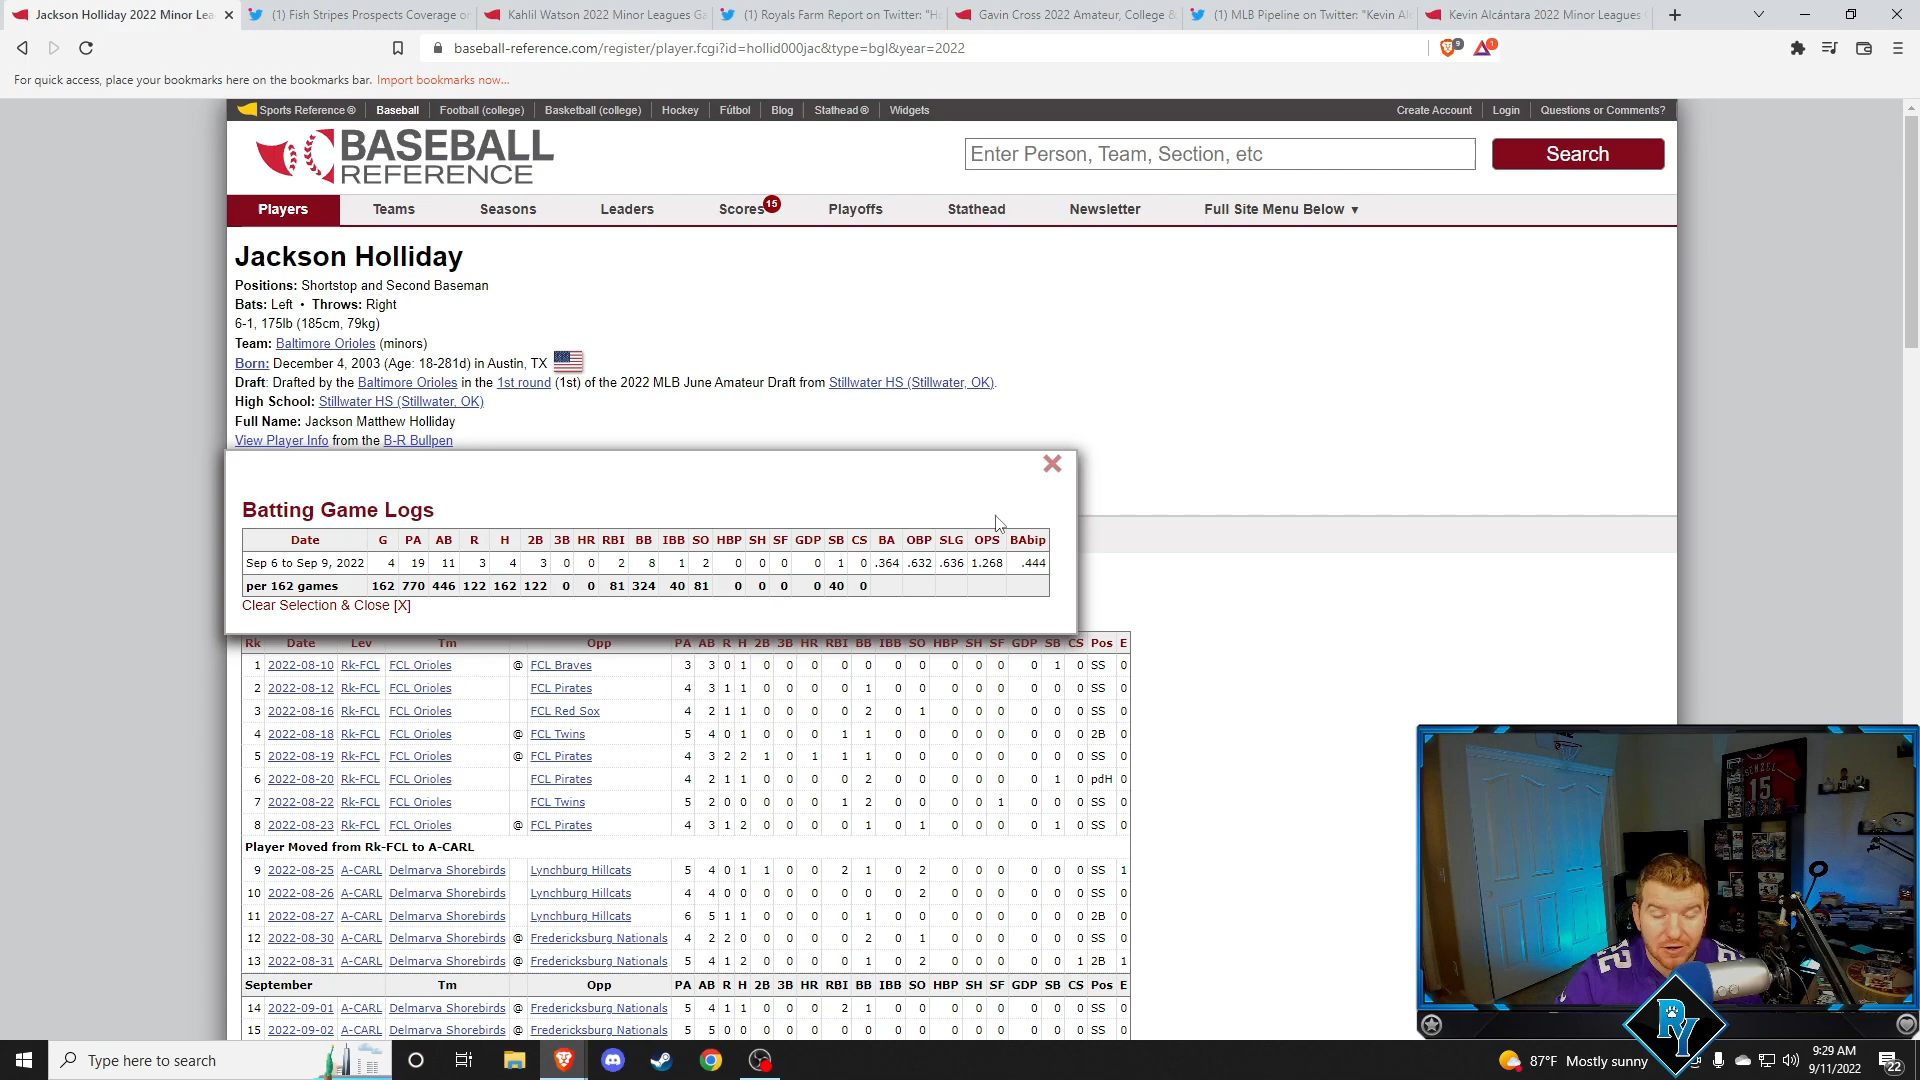 Jackson Holliday 2022 Minor Lea
(1) Fish Stripes Prospects Coverage or
Kahlil Watson 2022 Minor Leagues Ga
(1) Royals Farm Report on Twitter: "H
Gavin Cross 2022 Amateur, College &
(1) MLB Pipeline on Twitter: "Kevin Alc
Kevin Alcántara 2022 Minor Leagues
baseball-reference.com/register/player.fcgi?id=hollid000jac&type=bgl&year=2022
9
1
For quick access, place your bookmarks here on the bookmarks bar. Import bookmarks now...
Sports Reference ® Baseball Football (college) Basketball (college) Hockey Fútbol Blog Stathead ® Widgets Create Account Login Questions or Comments?
BASEBALL
REFERENCE
Enter Person, Team, Section, etc
Search
Players Teams Seasons Leaders Scores 15 Playoffs Stathead Newsletter Full Site Menu Below ▼
Jackson Holliday
Positions: Shortstop and Second Baseman
Bats: Left • Throws: Right
6-1, 175lb (185cm, 79kg)
Team: Baltimore Orioles (minors)
Born: December 4, 2003 (Age: 18-281d) in Austin, TX
Draft: Drafted by the Baltimore Orioles in the 1st round (1st) of the 2022 MLB June Amateur Draft from Stillwater HS (Stillwater, OK).
High School: Stillwater HS (Stillwater, OK)
Full Name: Jackson Matthew Holliday
View Player Info from the B-R Bullpen
Batting Game Logs
Date G PA AB R H 2B 3B HR RBI BB IBB SO HBP SH SF GDP SB CS BA OBP SLG OPS BAbip
Sep 6 to Sep 9, 2022 4 19 11 3 4 3 0 0 2 8 1 2 0 0 0 0 1 0 .364 .632 .636 1.268 .444
per 162 games 162 770 446 122 162 122 0 0 81 324 40 81 0 0 0 0 40 0
Clear Selection & Close [X]
Rk Date Lev Tm Opp PA AB R H 2B 3B HR RBI BB IBB SO HBP SH SF GDP SB CS Pos E
1 2022-08-10 Rk-FCL FCL Orioles @ FCL Braves 3 3 0 1 0 0 0 0 0 0 0 0 0 0 0 1 0 SS 0
2 2022-08-12 Rk-FCL FCL Orioles FCL Pirates 4 3 1 1 0 0 0 0 1 0 0 0 0 0 0 0 0 SS 0
3 2022-08-16 Rk-FCL FCL Orioles FCL Red Sox 4 2 1 1 0 0 0 0 2 0 1 0 0 0 0 0 0 SS 0
4 2022-08-18 Rk-FCL FCL Orioles @ FCL Twins 5 4 0 1 0 0 0 1 1 0 0 0 0 0 0 0 0 2B 0
5 2022-08-19 Rk-FCL FCL Orioles @ FCL Pirates 4 3 2 2 1 0 1 1 1 0 0 0 0 0 0 0 0 SS 0
6 2022-08-20 Rk-FCL FCL Orioles FCL Pirates 4 2 1 1 0 0 0 0 2 0 0 0 0 0 0 1 0 pdH 0
7 2022-08-22 Rk-FCL FCL Orioles FCL Twins 5 2 0 0 0 0 0 1 2 0 0 0 0 1 0 0 0 SS 0
8 2022-08-23 Rk-FCL FCL Orioles @ FCL Pirates 4 3 1 2 0 0 0 0 1 0 1 0 0 0 0 1 0 SS 0
Player Moved from Rk-FCL to A-CARL
9 2022-08-25 A-CARL Delmarva Shorebirds Lynchburg Hillcats 5 4 0 1 1 0 0 2 1 0 2 0 0 0 0 0 0 SS 1
10 2022-08-26 A-CARL Delmarva Shorebirds Lynchburg Hillcats 4 4 0 0 0 0 0 0 0 0 2 0 0 0 0 0 0 SS 0
11 2022-08-27 A-CARL Delmarva Shorebirds Lynchburg Hillcats 6 5 1 1 0 0 0 0 1 0 0 0 0 0 0 0 0 2B 0
12 2022-08-30 A-CARL Delmarva Shorebirds @ Fredericksburg Nationals 4 2 2 0 0 0 0 0 2 0 1 0 0 0 0 0 0 SS 0
13 2022-08-31 A-CARL Delmarva Shorebirds @ Fredericksburg Nationals 5 4 1 2 0 0 0 0 1 0 2 0 0 0 0 0 1 2B 1
September Tm Opp PA AB R H 2B 3B HR RBI BB IBB SO HBP SH SF GDP SB CS Pos E
14 2022-09-01 A-CARL Delmarva Shorebirds @ Fredericksburg Nationals 5 4 1 1 0 0 0 2 1 0 0 0 0 0 0 0 0 SS 0
15 2022-09-02 A-CARL Delmarva Shorebirds @ Fredericksburg Nationals 5 5 0 0 0 0 0 0 0 0 0 0 0 0 0 0 0 SS 0
SENZEL
15
RY
Type here to search
87°F Mostly sunny
9:29 AM
9/11/2022
22